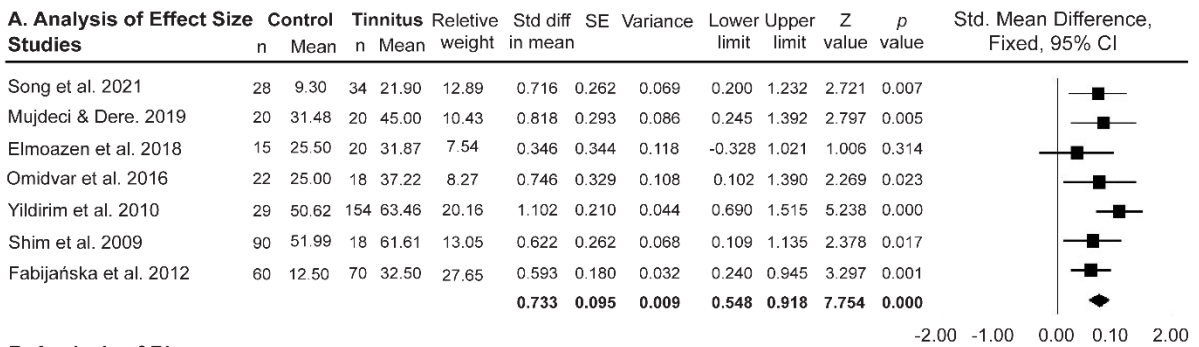 A. Analysis of Effect Size Control Tinnitus Reletive Std diff SE Variance Lower Upper Z p Std. Mean Difference,
Studies n Mean n Mean weight in mean limit limit value value Fixed, 95% CI
Song et al. 2021 28 9.30 34 21.90 12.89 0.716 0.262 0.069 0.200 1.232 2.721 0.007
Mujdeci & Dere. 2019 20 31.48 20 45.00 10.43 0.818 0.293 0.086 0.245 1.392 2.797 0.005
Elmoazen et al. 2018 15 25.50 20 31.87 7.54 0.346 0.344 0.118 -0.328 1.021 1.006 0.314
Omidvar et al. 2016 22 25.00 18 37.22 8.27 0.746 0.329 0.108 0.102 1.390 2.269 0.023
Yildirim et al. 2010 29 50.62 154 63.46 20.16 1.102 0.210 0.044 0.690 1.515 5.238 0.000
Shim et al. 2009 90 51.99 18 61.61 13.05 0.622 0.262 0.068 0.109 1.135 2.378 0.017
Fabijańska et al. 2012 60 12.50 70 32.50 27.65 0.593 0.180 0.032 0.240 0.945 3.297 0.001
0.733 0.095 0.009 0.548 0.918 7.754 0.000
-2.00 -1.00 0.00 0.10 2.00